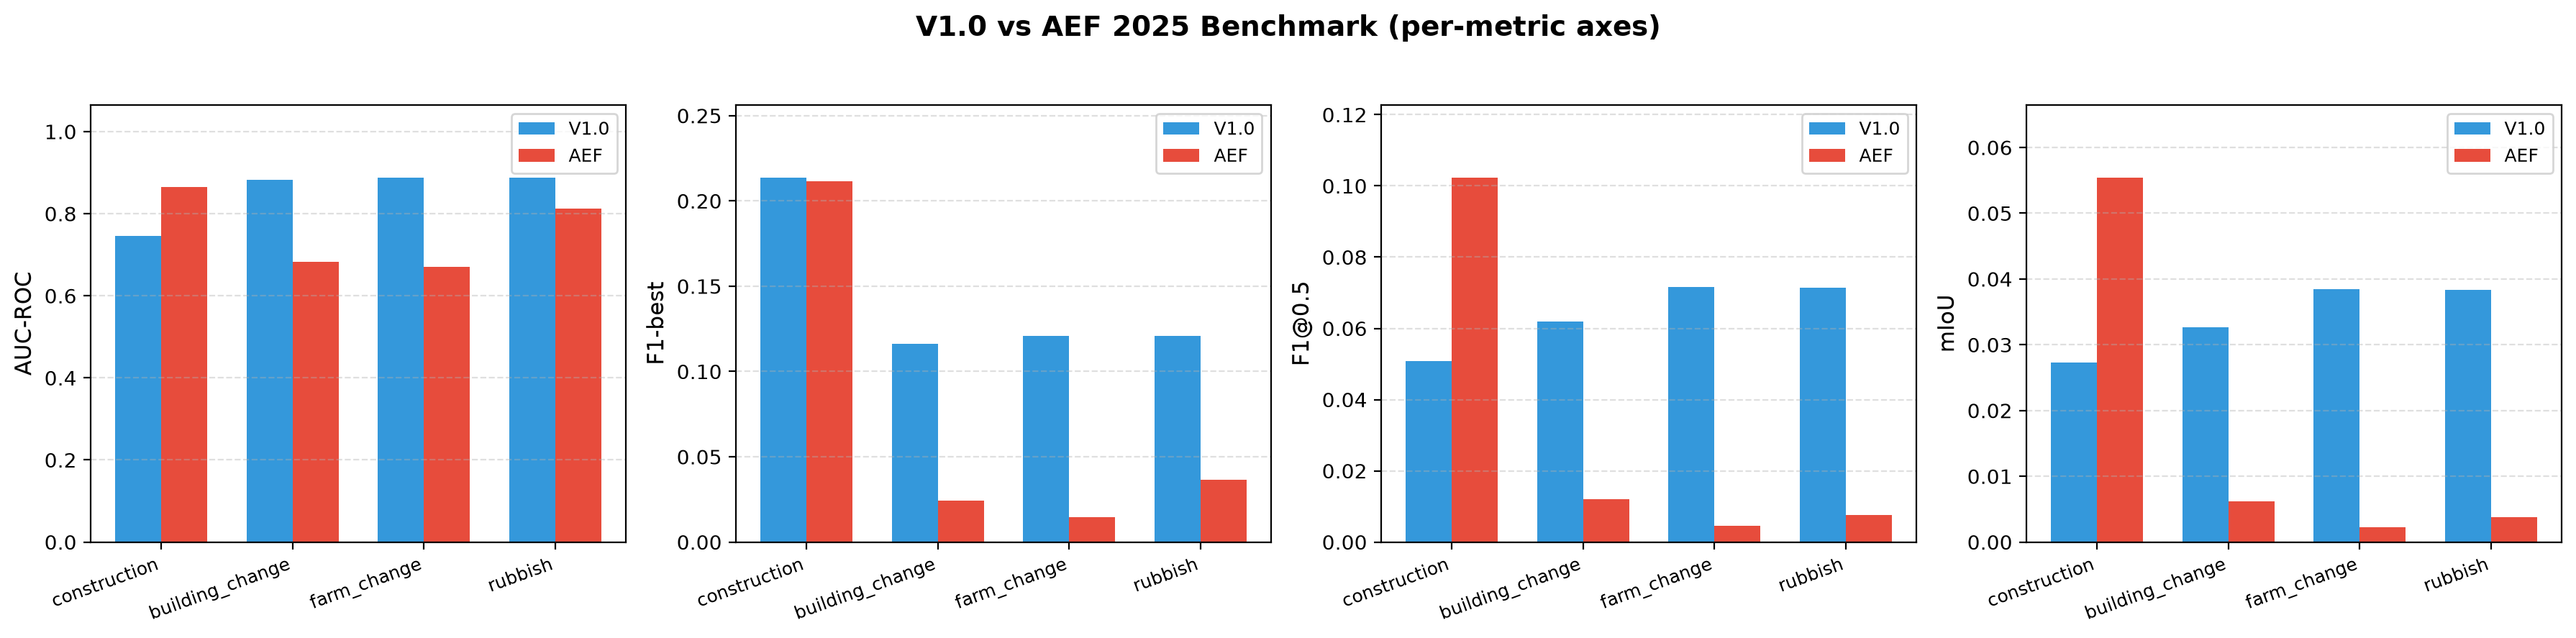 V1.0 vs AEF 2025 Benchmark (per-metric axes)
AUC-ROC
1.0
0.8
0.6
0.4
0.2
0.0
V1.0
AEF
construction
building_change
farm_change
rubbish
F1-best
0.25
0.20
0.15
0.10
0.05
0.00
V1.0
AEF
construction
building_change
farm_change
rubbish
F1@0.5
0.12
0.10
0.08
0.06
0.04
0.02
0.00
V1.0
AEF
construction
building_change
farm_change
rubbish
mIoU
0.06
0.05
0.04
0.03
0.02
0.01
0.00
V1.0
AEF
construction
building_change
farm_change
rubbish